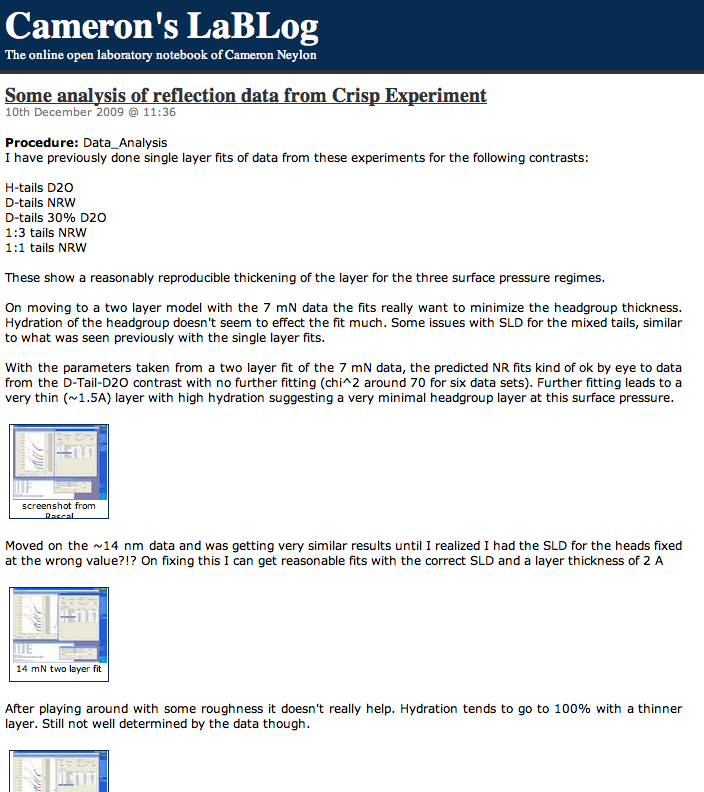 Cameron's LaBLog
The online open laboratory notebook of Cameron Neylon
Some analysis of reflection data from Crisp Experiment
10th December 2009 @ 11:36
Procedure: Data_Analysis
I have previously done single layer fits of data from these experiments for the following contrasts:
H-tails D2O
D-tails NRW
D-tails 30% D2O
1:3 tails NRW
1:1 tails NRW
These show a reasonably reproducible thickening of the layer for the three surface pressure regimes.
On moving to a two layer model with the 7 mN data the fits really want to minimize the headgroup thickness.
Hydration of the headgroup doesn't seem to effect the fit much. Some issues with SLD for the mixed tails, similar
to what was seen previously with the single layer fits.
With the parameters taken from a two layer fit of the 7 mN data, the predicted NR fits kind of ok by eye to data
from the D-Tail-D2O contrast with no further fitting (chi^2 around 70 for six data sets). Further fitting leads to a
very thin (~1.5A) layer with high hydration suggesting a very minimal headgroup layer at this surface pressure.
screenshot from
Rascal
Moved on the ~14 nm data and was getting very similar results until I realized I had the SLD for the heads fixed
at the wrong value?!? On fixing this I can get reasonable fits with the correct SLD and a layer thickness of 2 A
14 mN two layer fit
After playing around with some roughness it doesn't really help. Hydration tends to go to 100% with a thinner
layer. Still not well determined by the data though.